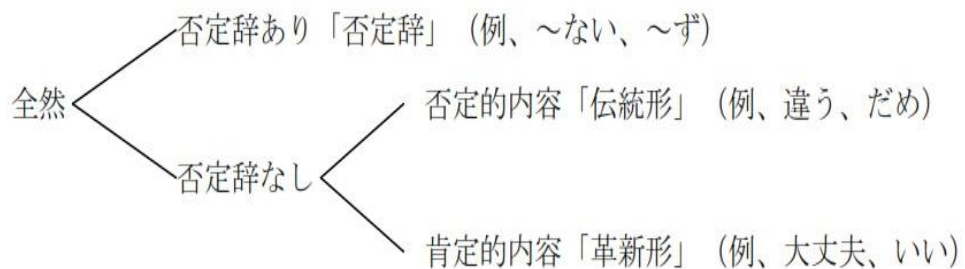 否定辞あり「否定辞」（例、～ない、～ず）
全然
否定的内容「伝統形」（例、違う、だめ）
否定辞なし
肯定的内容「革新形」（例、大丈夫、いい）